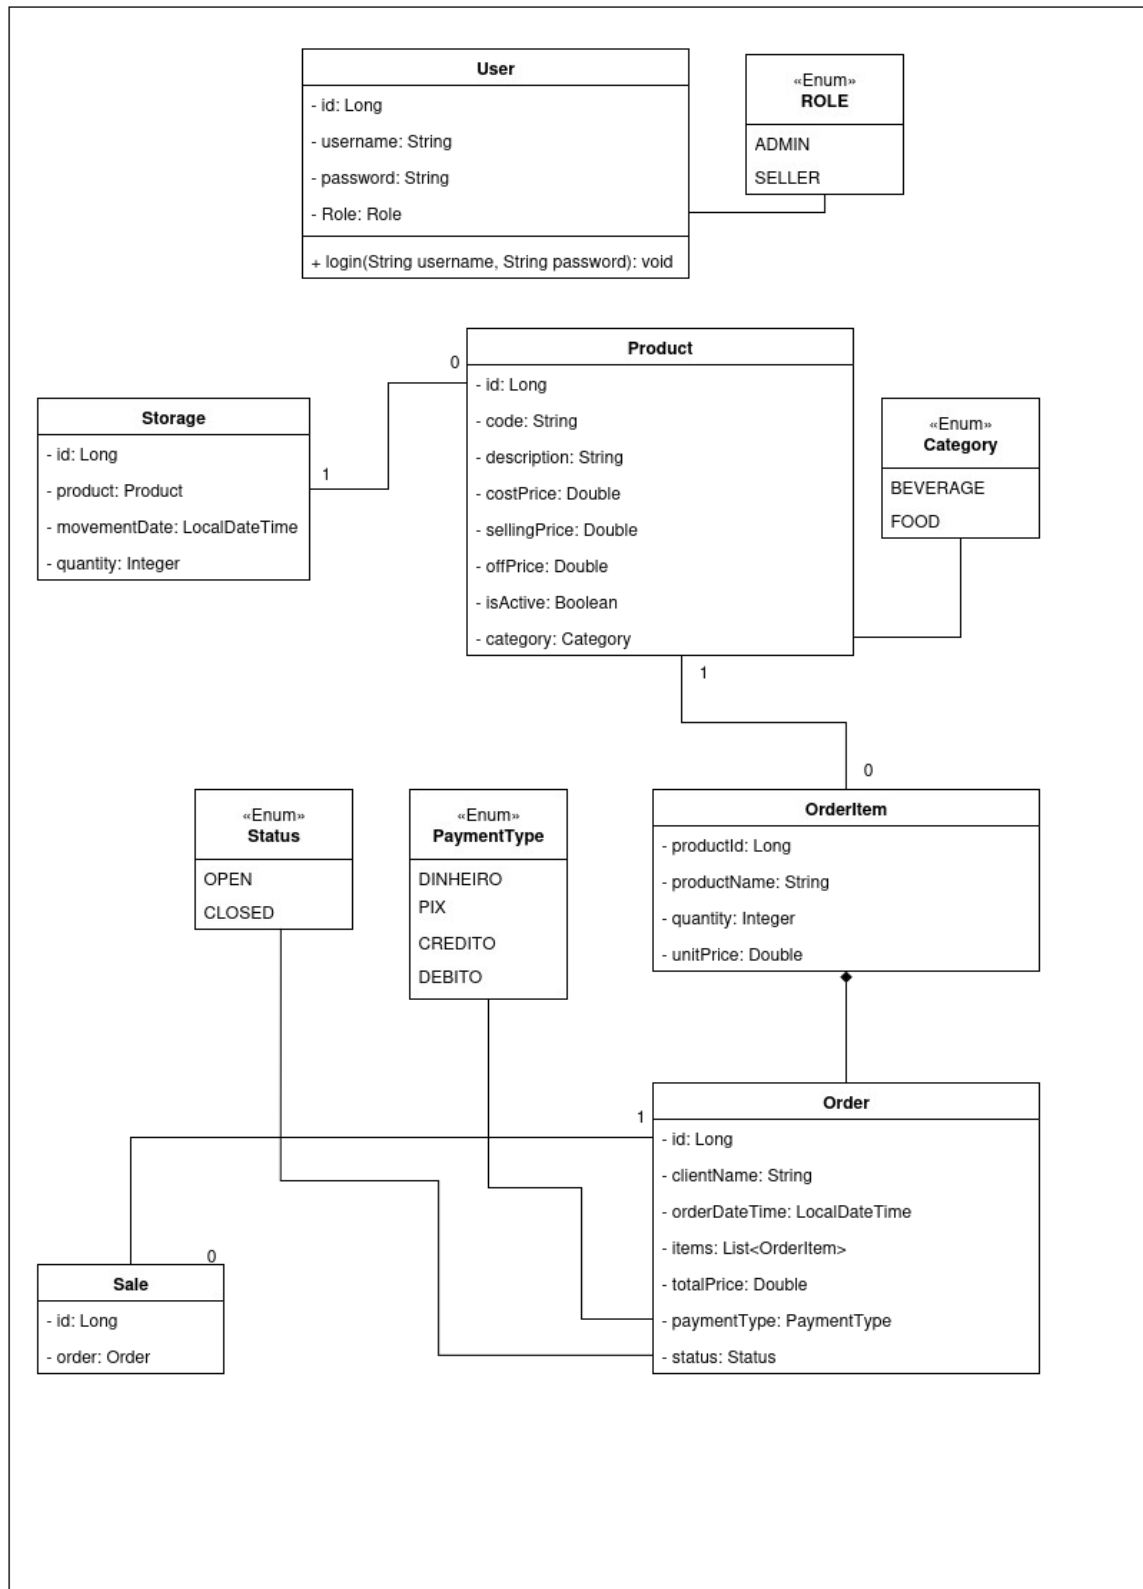 User
- id: Long
- username: String
- password: String
- Role: Role
+ login(String username, String password): void
«Enum»
ROLE
ADMIN
SELLER
0
Product
- id: Long
- code: String
- description: String
- costPrice: Double
- sellingPrice: Double
- offPrice: Double
- isActive: Boolean
- category: Category
Storage
- id: Long
- product: Product
- movementDate: LocalDateTime
- quantity: Integer
1
«Enum»
Category
BEVERAGE
FOOD
1
0
«Enum»
Status
OPEN
CLOSED
«Enum»
PaymentType
DINHEIRO
PIX
CREDITO
DEBITO
OrderItem
- productId: Long
- productName: String
- quantity: Integer
- unitPrice: Double
1
Order
- id: Long
- clientName: String
- orderDateTime: LocalDateTime
- items: List<OrderItem>
- totalPrice: Double
- paymentType: PaymentType
- status: Status
0
Sale
- id: Long
- order: Order